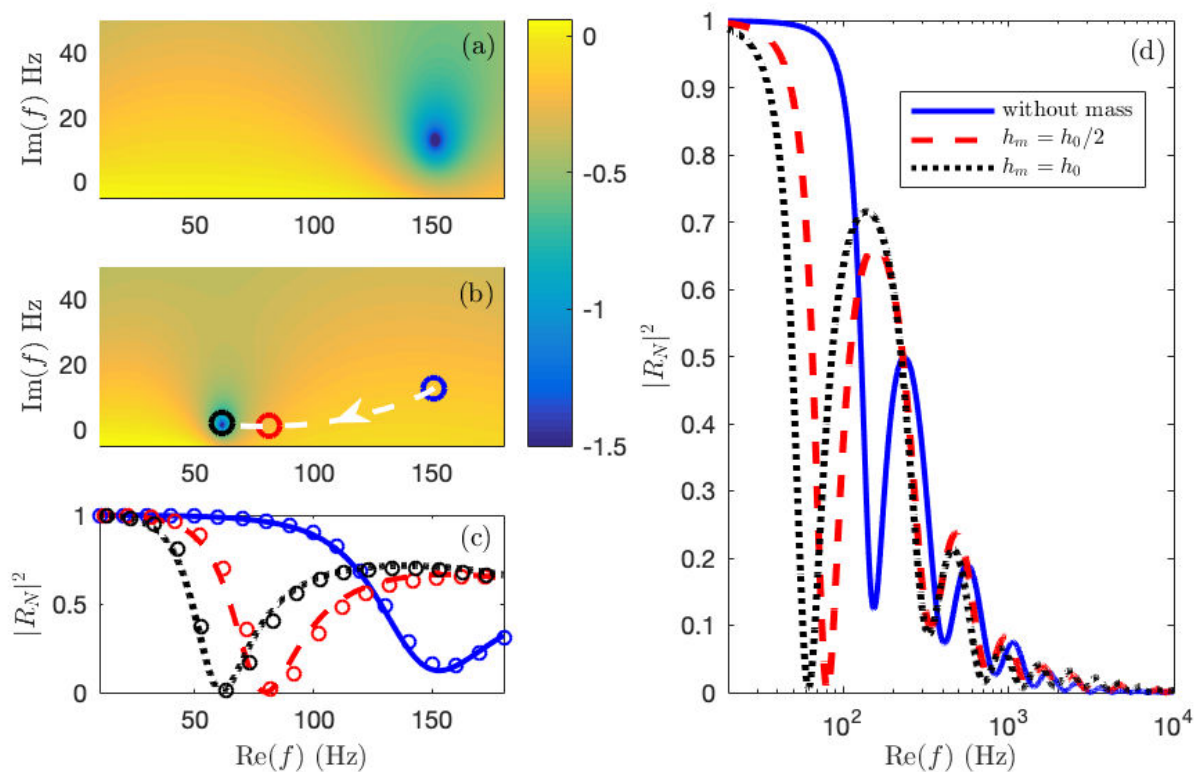 (a)
Im(f) Hz
40
20
0
50
100
150
0
-0.5
-1
-1.5
(b)
Im(f) Hz
40
20
0
50
100
150
(c)
|R_N|^2
1
0.5
0
50
100
150
Re(f) (Hz)
(d)
|R_N|^2
1
0.9
0.8
0.7
0.6
0.5
0.4
0.3
0.2
0.1
0
without mass
h_m = h_0/2
h_m = h_0
10^2
10^3
10^4
Re(f) (Hz)